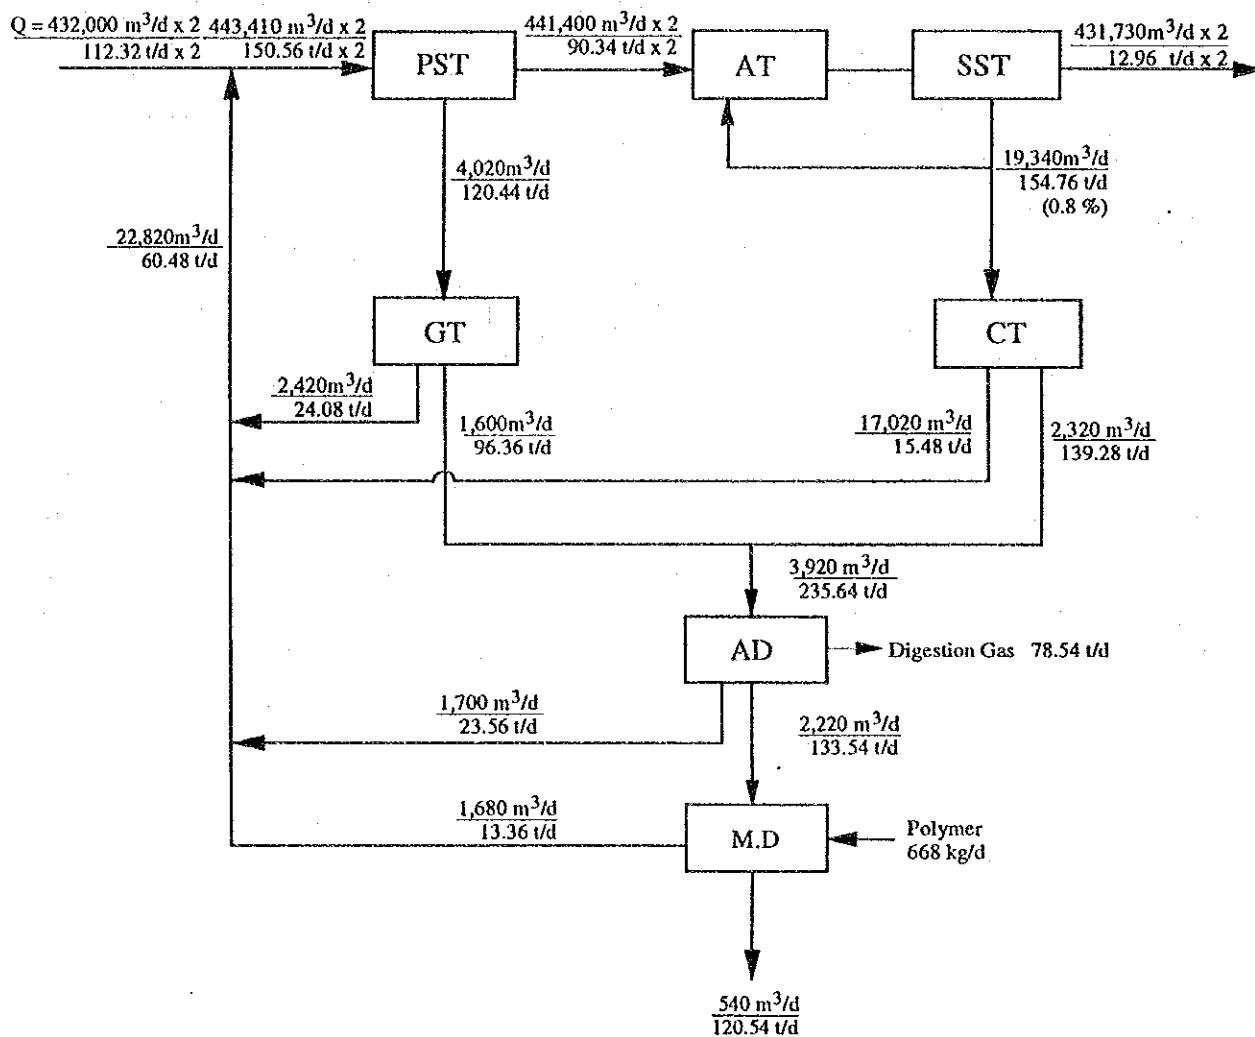 Q = 432,000 m³/d x 2 443,410 m³/d x 2
112.32 t/d x 2 150.56 t/d x 2
PST
441,400 m³/d x 2
90.34 t/d x 2
AT
SST
431,730m³/d x 2
12.96 t/d x 2
4,020m³/d
120.44 t/d
19,340m³/d
154.76 t/d
(0.8 %)
22,820m³/d
60.48 t/d
GT
CT
2,420m³/d
24.08 t/d
1,600m³/d
96.36 t/d
17,020 m³/d
15.48 t/d
2,320 m³/d
139.28 t/d
3,920 m³/d
235.64 t/d
AD
Digestion Gas 78.54 t/d
1,700 m³/d
23.56 t/d
2,220 m³/d
133.54 t/d
1,680 m³/d
13.36 t/d
M.D
Polymer
668 kg/d
540 m³/d
120.54 t/d